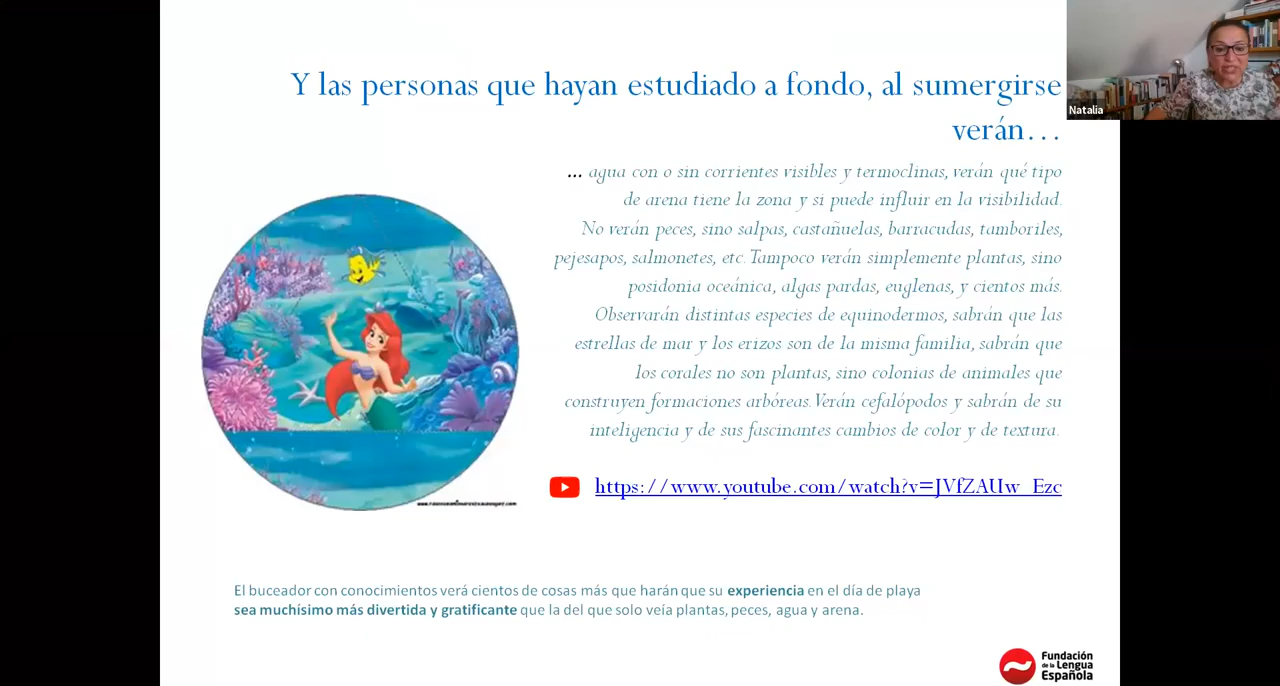 Y las personas que hayan estudiado a fondo, al sumergirse
verán…
Natalia
... agua con o sin corrientes visibles y termoclinas, verán qué tipo
de arena tiene la zona y si puede influir en la visibilidad.
No verán peces, sino salpas, castañuelas, barracudas, tamboriles,
pejesapos, salmonetes, etc. Tampoco verán simplemente plantas, sino
posidonia oceánica, algas pardas, euglenas, y cientos más.
Observarán distintas especies de equinodermos, sabrán que las
estrellas de mar y los erizos son de la misma familia, sabrán que
los corales no son plantas, sino colonias de animales que
construyen formaciones arbóreas. Verán cefalópodos y sabrán de su
inteligencia y de sus fascinantes cambios de color y de textura.
https://www.youtube.com/watch?v=JVfZAUw_Ezc
El buceador con conocimientos verá cientos de cosas más que harán que su experiencia en el día de playa
sea muchísimo más divertida y gratificante que la del que solo veía plantas, peces, agua y arena.
Fundación
de la Lengua
Española